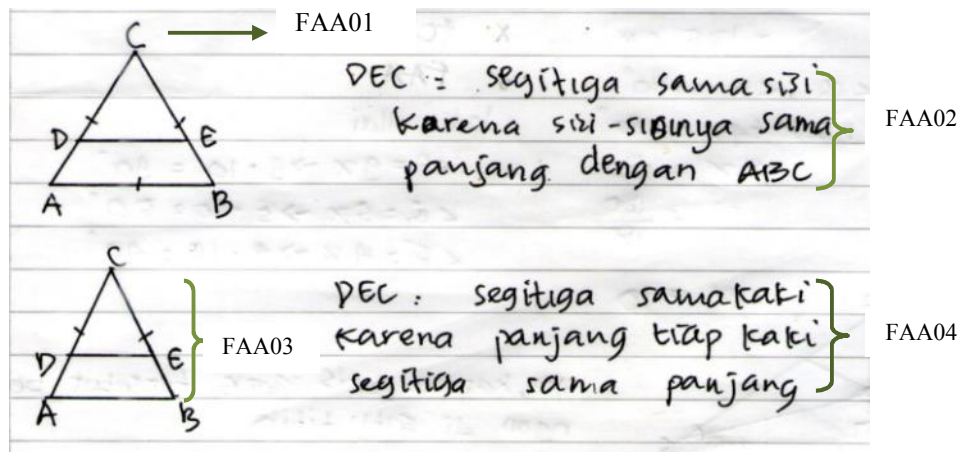 C FAA01
DEC = segitiga sama sisi
karena sisi-sisinya sama
panjang dengan ABC
FAA02
D E
A B
C
DEC : segitiga samakaki
karena panjang tiap kaki
segitiga sama panjang
FAA03
FAA04
D E
A B